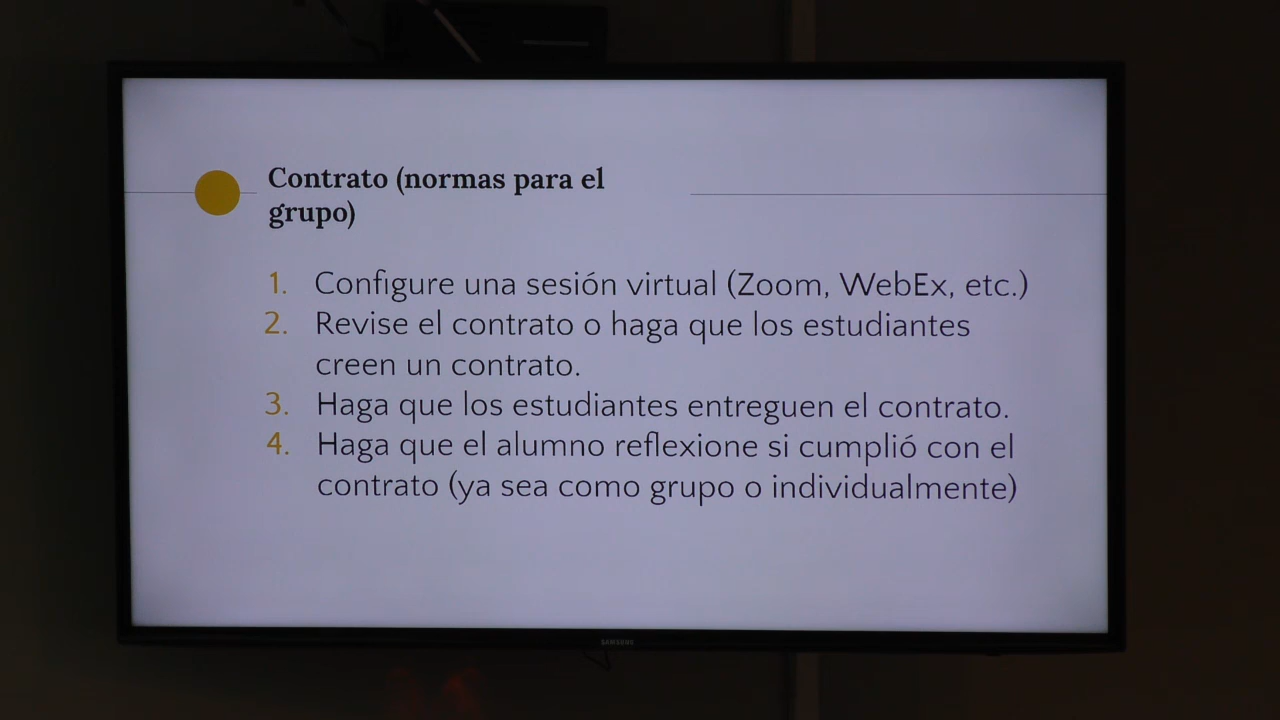 Contrato (normas para el
grupo)
1. Configure una sesión virtual (Zoom, WebEx, etc.)
2. Revise el contrato o haga que los estudiantes
creen un contrato.
3. Haga que los estudiantes entreguen el contrato.
4. Haga que el alumno reflexione si cumplió con el
contrato (ya sea como grupo o individualmente)
SAMSUNG